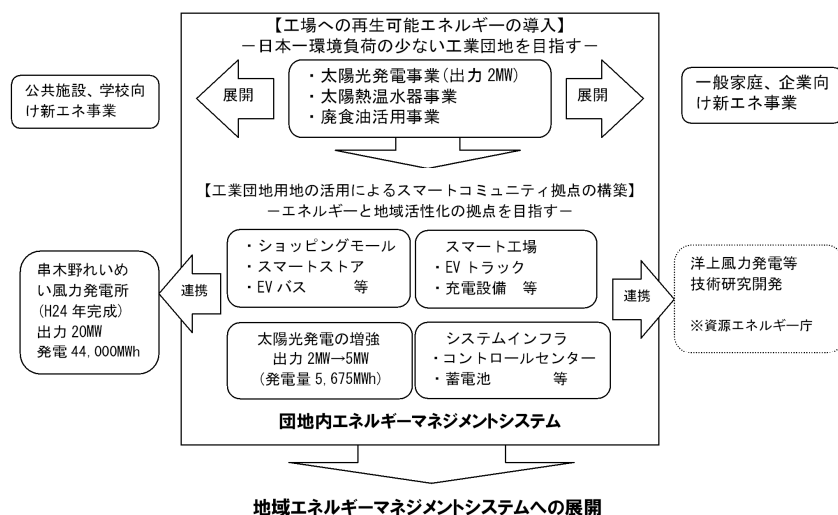 【工場への再生可能エネルギーの導入】
－日本一環境負荷の少ない工業団地を目指す－
公共施設、学校向
け新エネ事業
展開
・太陽光発電事業(出力 2MW)
・太陽熱温水器事業
・廃食油活用事業
展開
一般家庭、企業向
け新エネ事業
【工業団地用地の活用によるスマートコミュニティ拠点の構築】
－エネルギーと地域活性化の拠点を目指す－
串木野れいめ
い風力発電所
(H24 年完成)
出力 20MW
発電 44,000MWh
連携
・ショッピングモール
・スマートストア
・EV バス 等
スマート工場
・EV トラック
・充電設備 等
連携
洋上風力発電等
技術研究開発
※資源エネルギー庁
太陽光発電の増強
出力 2MW→5MW
(発電量 5,675MWh)
システムインフラ
・コントロールセンター
・蓄電池 等
団地内エネルギーマネジメントシステム
地域エネルギーマネジメントシステムへの展開